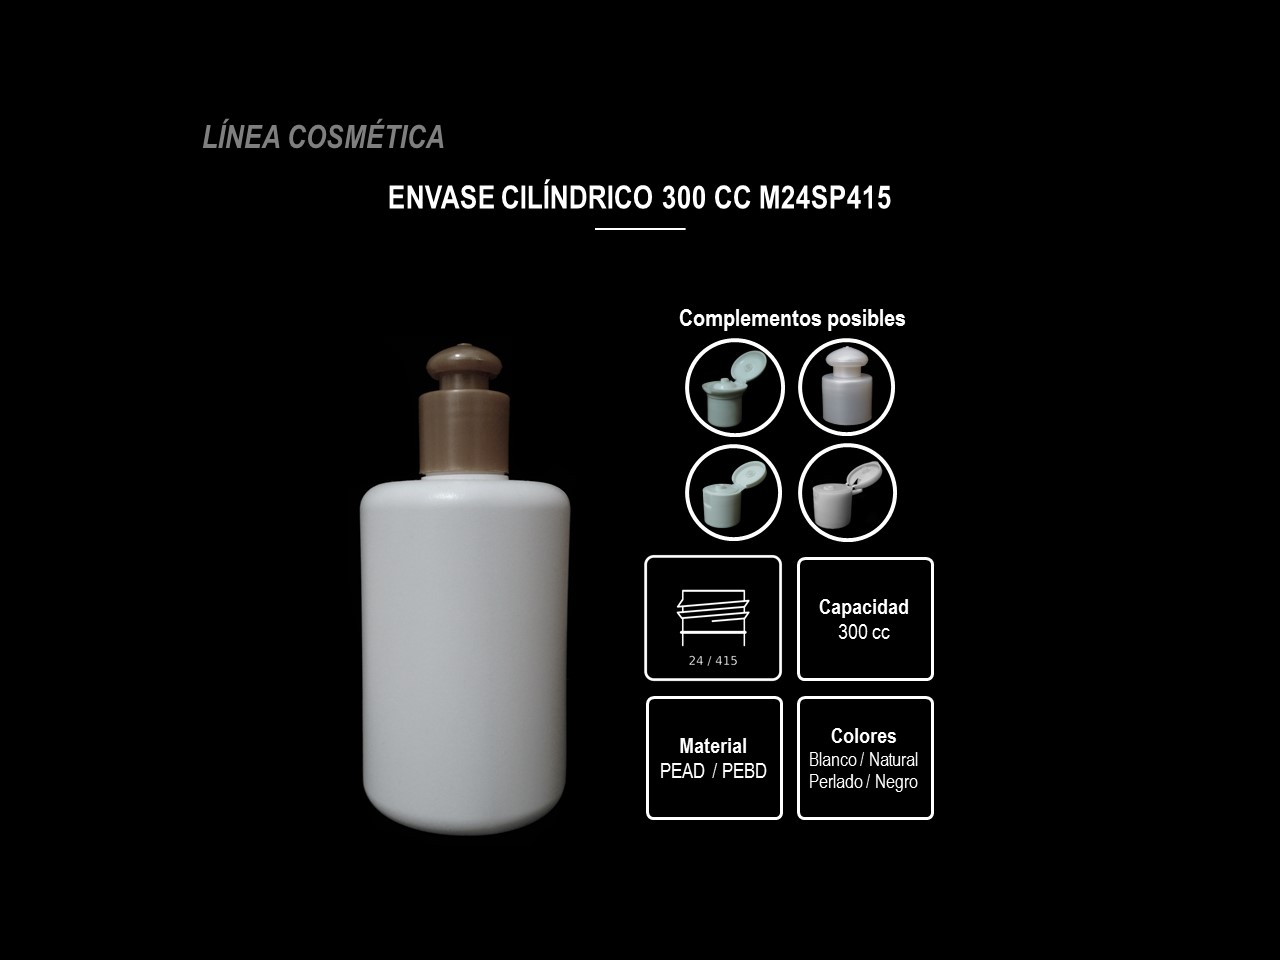 LÍNEA COSMÉTICA
ENVASE CILÍNDRICO 300 CC M24SP415
Complementos posibles
24 / 415
Capacidad
300 cc
Material
PEAD / PEBD
Colores
Blanco / Natural
Perlado / Negro